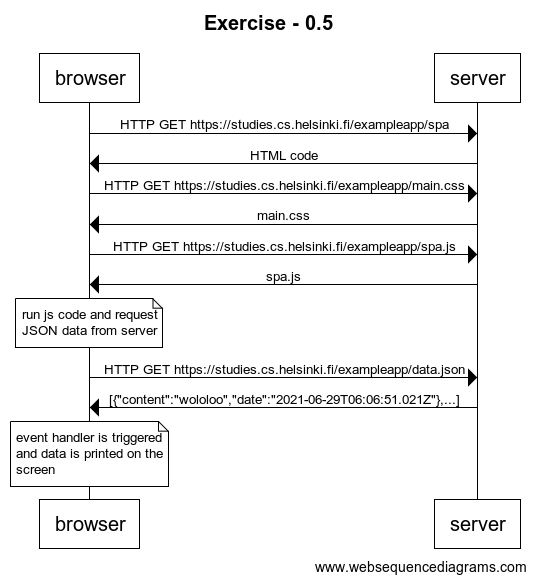 Exercise - 0.5
browser
server
HTTP GET https://studies.cs.helsinki.fi/exampleapp/spa
HTML code
HTTP GET https://studies.cs.helsinki.fi/exampleapp/main.css
main.css
HTTP GET https://studies.cs.helsinki.fi/exampleapp/spa.js
spa.js
run js code and request
JSON data from server
HTTP GET https://studies.cs.helsinki.fi/exampleapp/data.json
[{"content":"wololoo","date":"2021-06-29T06:06:51.021Z"},...]
event handler is triggered
and data is printed on the
screen
browser
server
www.websequencediagrams.com